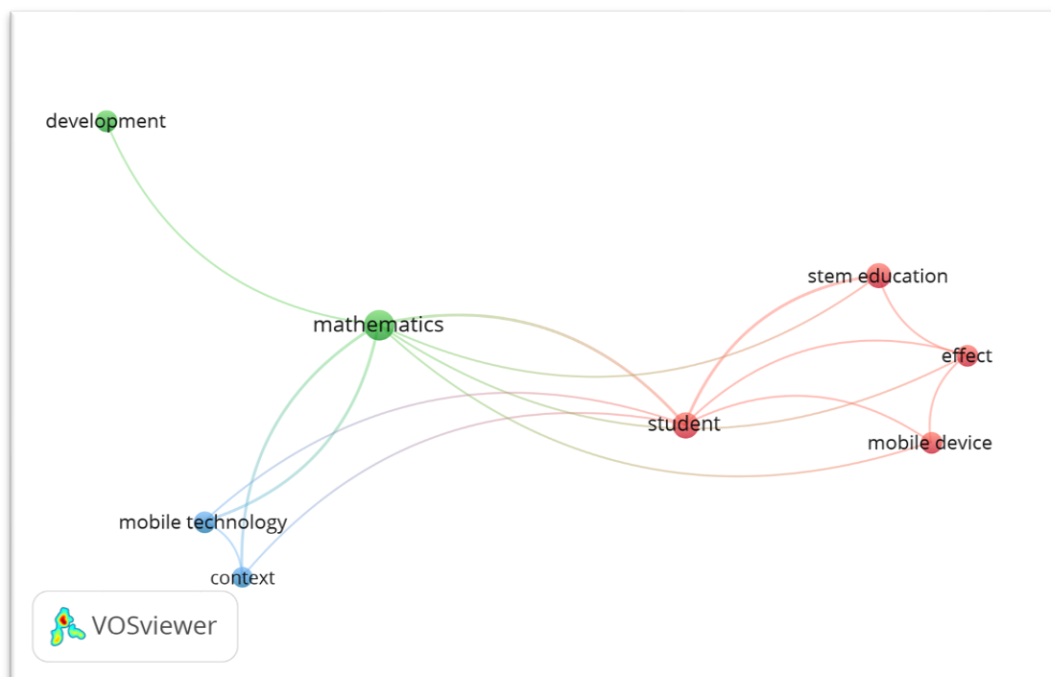 development
stem education
mathematics
effect
student
mobile device
mobile technology
context
VOSviewer